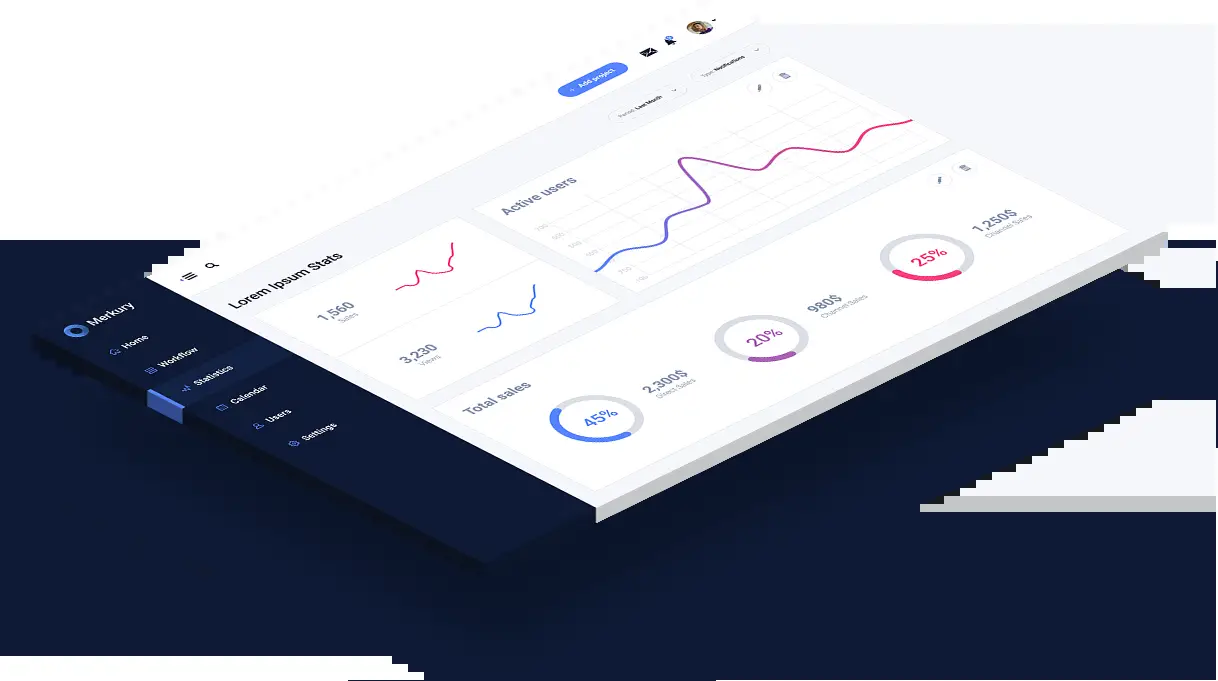 + Add project
Period: Last Month
Type: Notifications
Merkury
Home
Workflow
Statistics
Calendar
Users
Settings
Lorem Ipsum Stats
1,560
Sales
3,230
Views
Active users
Total sales
45%
2,300$
Direct Sales
20%
980$
Channel Sales
25%
1,250$
Channel Sales